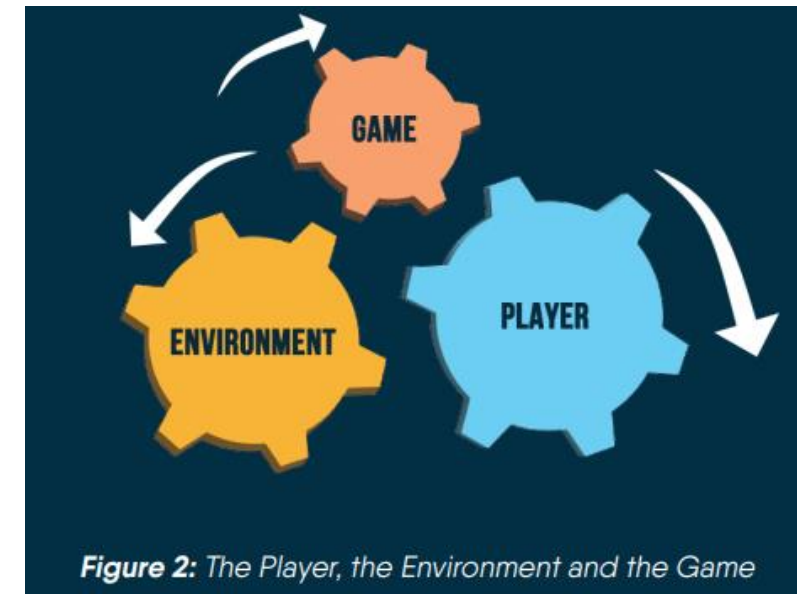 GAME
PLAYER
ENVIRONMENT
Figure 2: The Player, the Environment and the Game